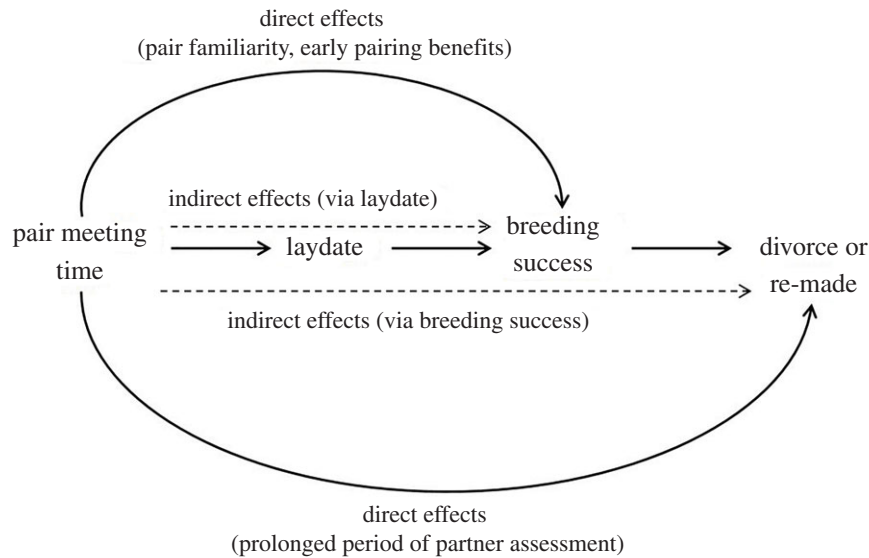 direct effects
(pair familiarity, early pairing benefits)
indirect effects (via laydate)
pair meeting
time
laydate
breeding
success
divorce or
re-made
indirect effects (via breeding success)
direct effects
(prolonged period of partner assessment)